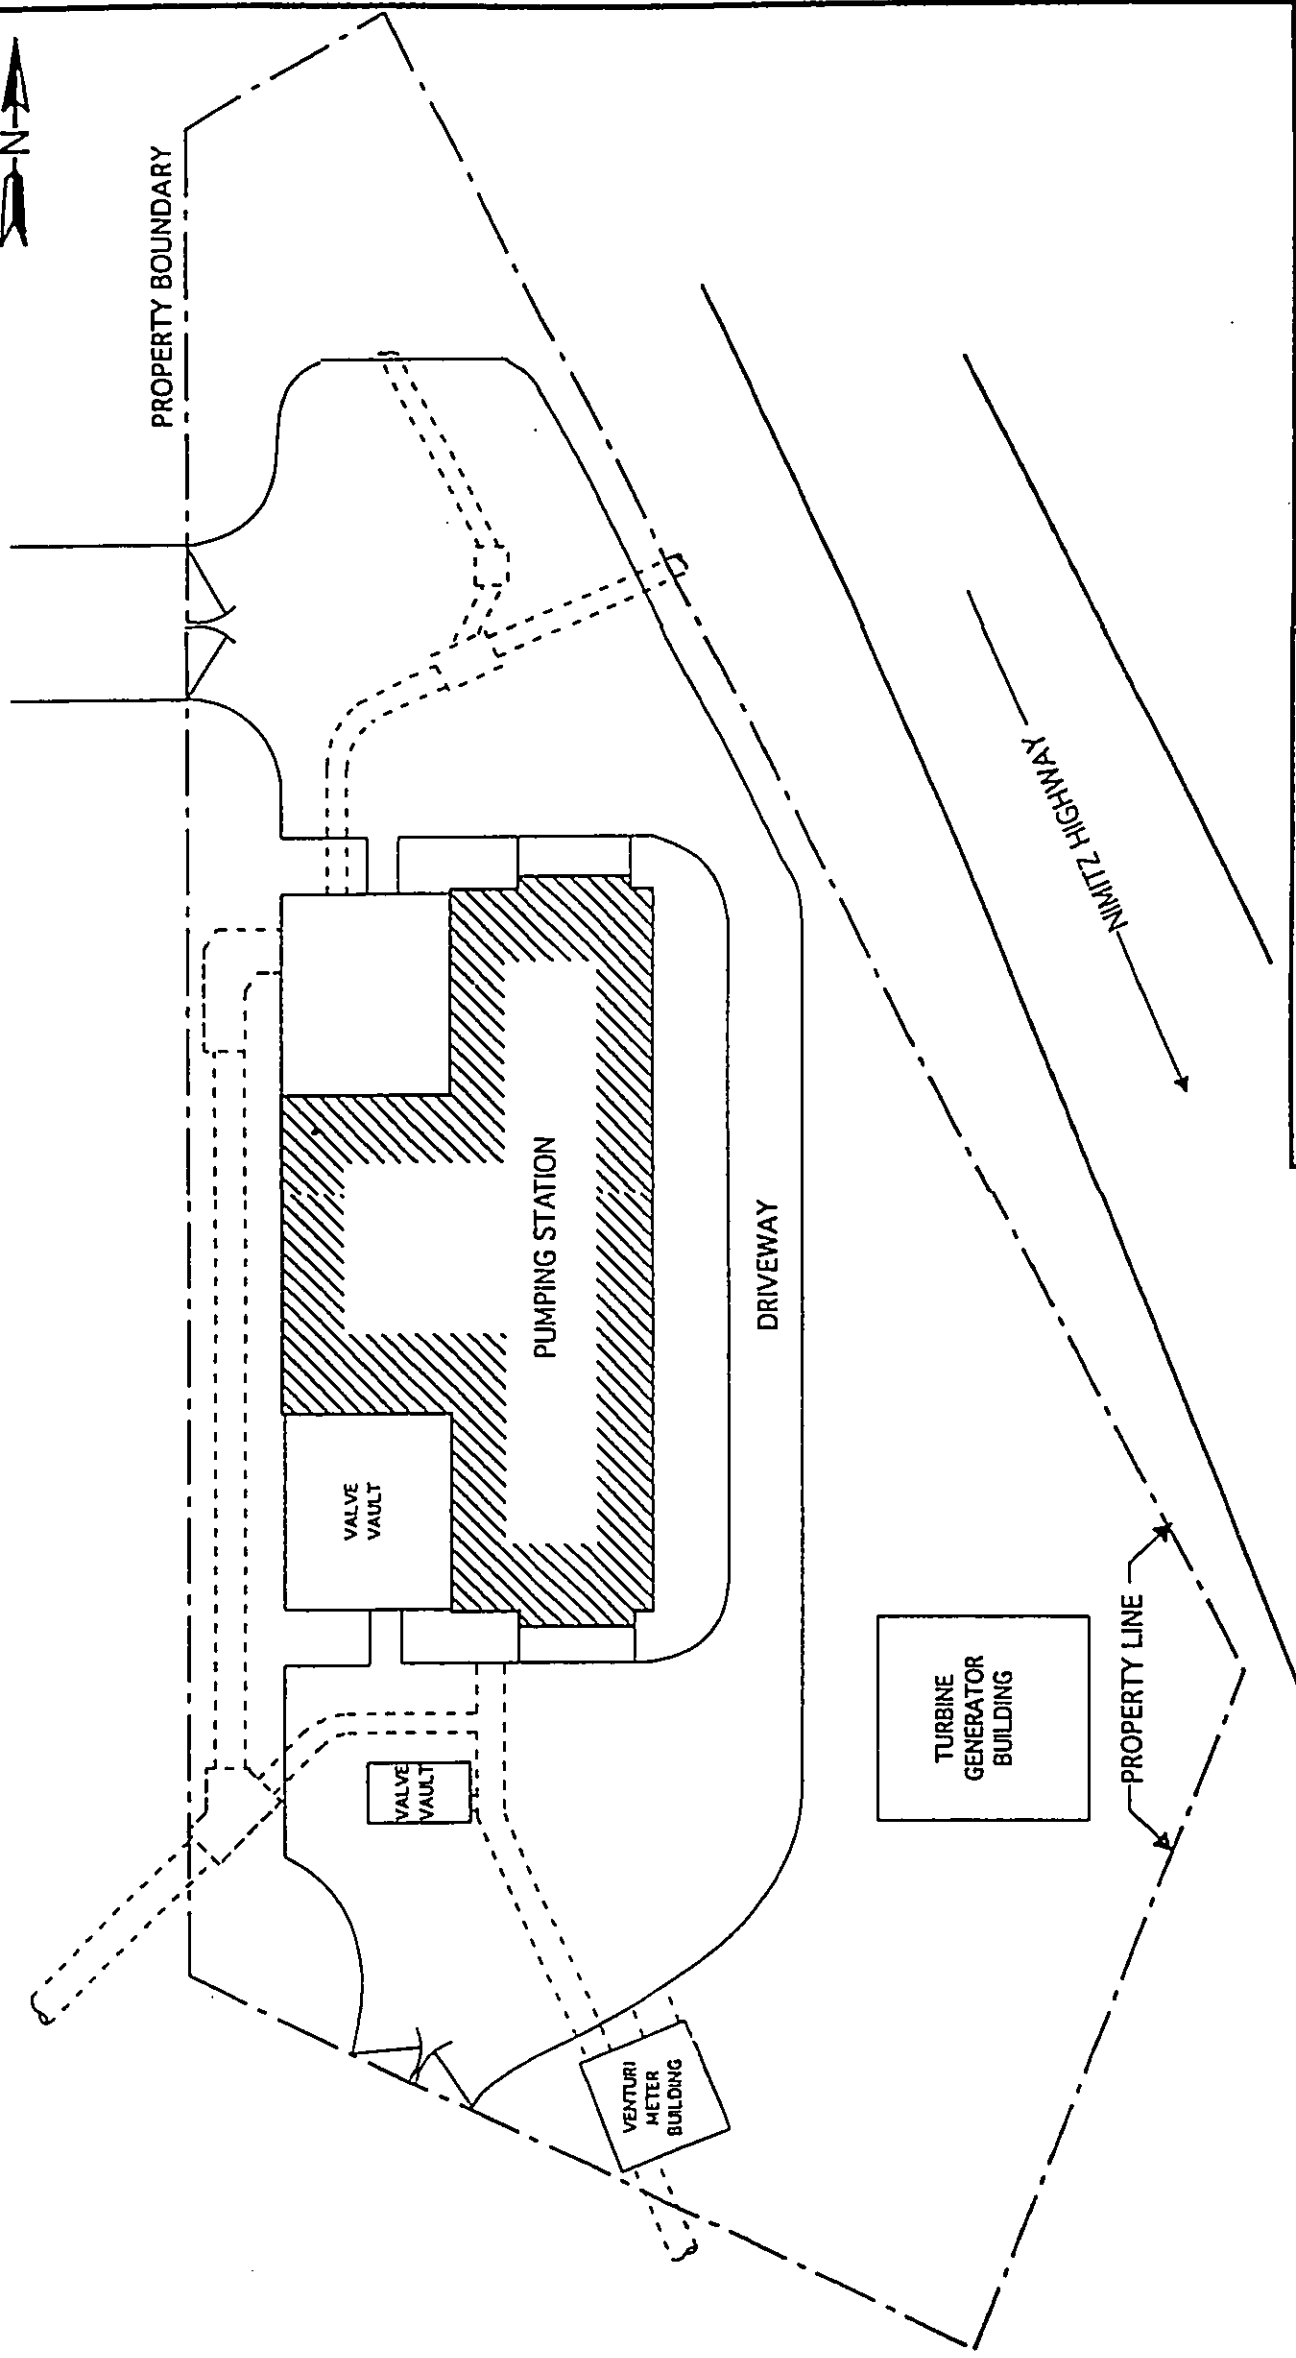 N
PROPERTY BOUNDARY
NIMITZ HIGHWAY
PUMPING STATION
DRIVEWAY
VALVE
VAULT
VALVE
VAULT
TURBINE
GENERATOR
BUILDING
PROPERTY LINE
VENTURI
METER
BUILDING